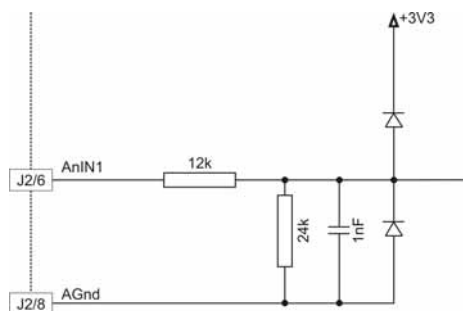 +3V3
AnIN1
12k
J2/6
24k
1nF
AGnd
J2/8